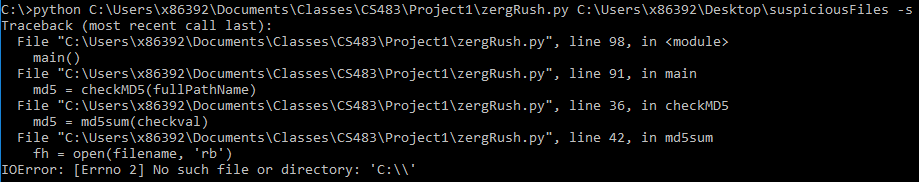 C:\>python C:\Users\x86392\Documents\Classes\CS483\Project1\zergRush.py C:\Users\x86392\Desktop\suspiciousFiles -s
Traceback (most recent call last):
  File "C:\Users\x86392\Documents\Classes\CS483\Project1\zergRush.py", line 98, in <module>
    main()
  File "C:\Users\x86392\Documents\Classes\CS483\Project1\zergRush.py", line 91, in main
    md5 = checkMD5(fullPathName)
  File "C:\Users\x86392\Documents\Classes\CS483\Project1\zergRush.py", line 36, in checkMD5
    md5 = md5sum(checkval)
  File "C:\Users\x86392\Documents\Classes\CS483\Project1\zergRush.py", line 42, in md5sum
    fh = open(filename, 'rb')
IOError: [Errno 2] No such file or directory: 'C:\\'